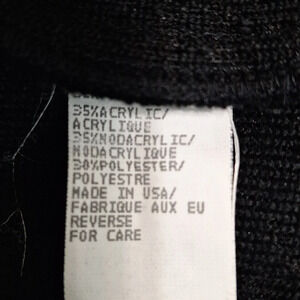 35%ACRYLIC/
ACRYLIQUE
35%MODACRYLIC/
MODACRYLIQUE
30%POLYESTER/
POLYESTRE
MADE IN USA/
FABRIQUE AUX EU
REVERSE
FOR CARE